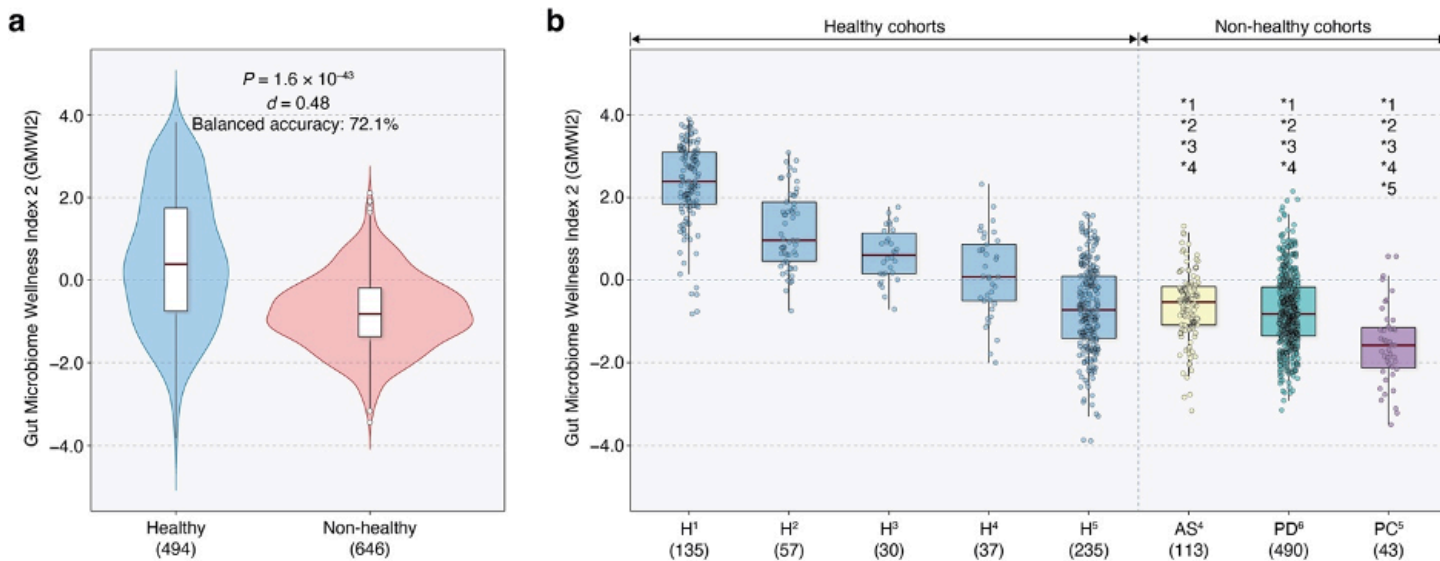 a
P = 1.6 × 10⁻⁴³
d = 0.48
Balanced accuracy: 72.1%
Gut Microbiome Wellness Index 2 (GMWI2)
4.0
2.0
0.0
−2.0
−4.0
Healthy
(494)
Non-healthy
(646)
b
Healthy cohorts
Non-healthy cohorts
Gut Microbiome Wellness Index 2 (GMWI2)
4.0
2.0
0.0
−2.0
−4.0
*1
*2
*3
*4
*1
*2
*3
*4
*1
*2
*3
*4
*5
H¹
(135)
H²
(57)
H³
(30)
H⁴
(37)
H⁵
(235)
AS⁴
(113)
PD⁶
(490)
PC⁵
(43)